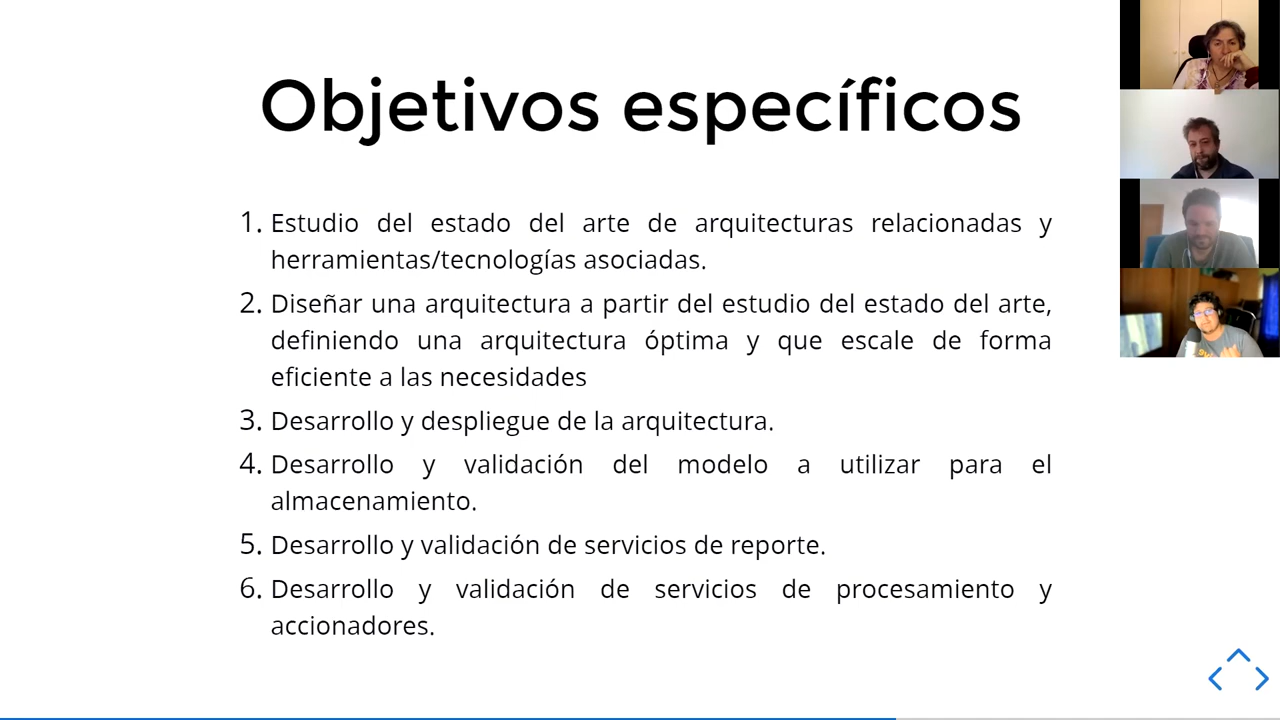 Objetivos específicos
1. Estudio del estado del arte de arquitecturas relacionadas y
herramientas/tecnologías asociadas.
2. Diseñar una arquitectura a partir del estudio del estado del arte,
definiendo una arquitectura óptima y que escale de forma
eficiente a las necesidades
3. Desarrollo y despliegue de la arquitectura.
4. Desarrollo y validación del modelo a utilizar para el
almacenamiento.
5. Desarrollo y validación de servicios de reporte.
6. Desarrollo y validación de servicios de procesamiento y
accionadores.